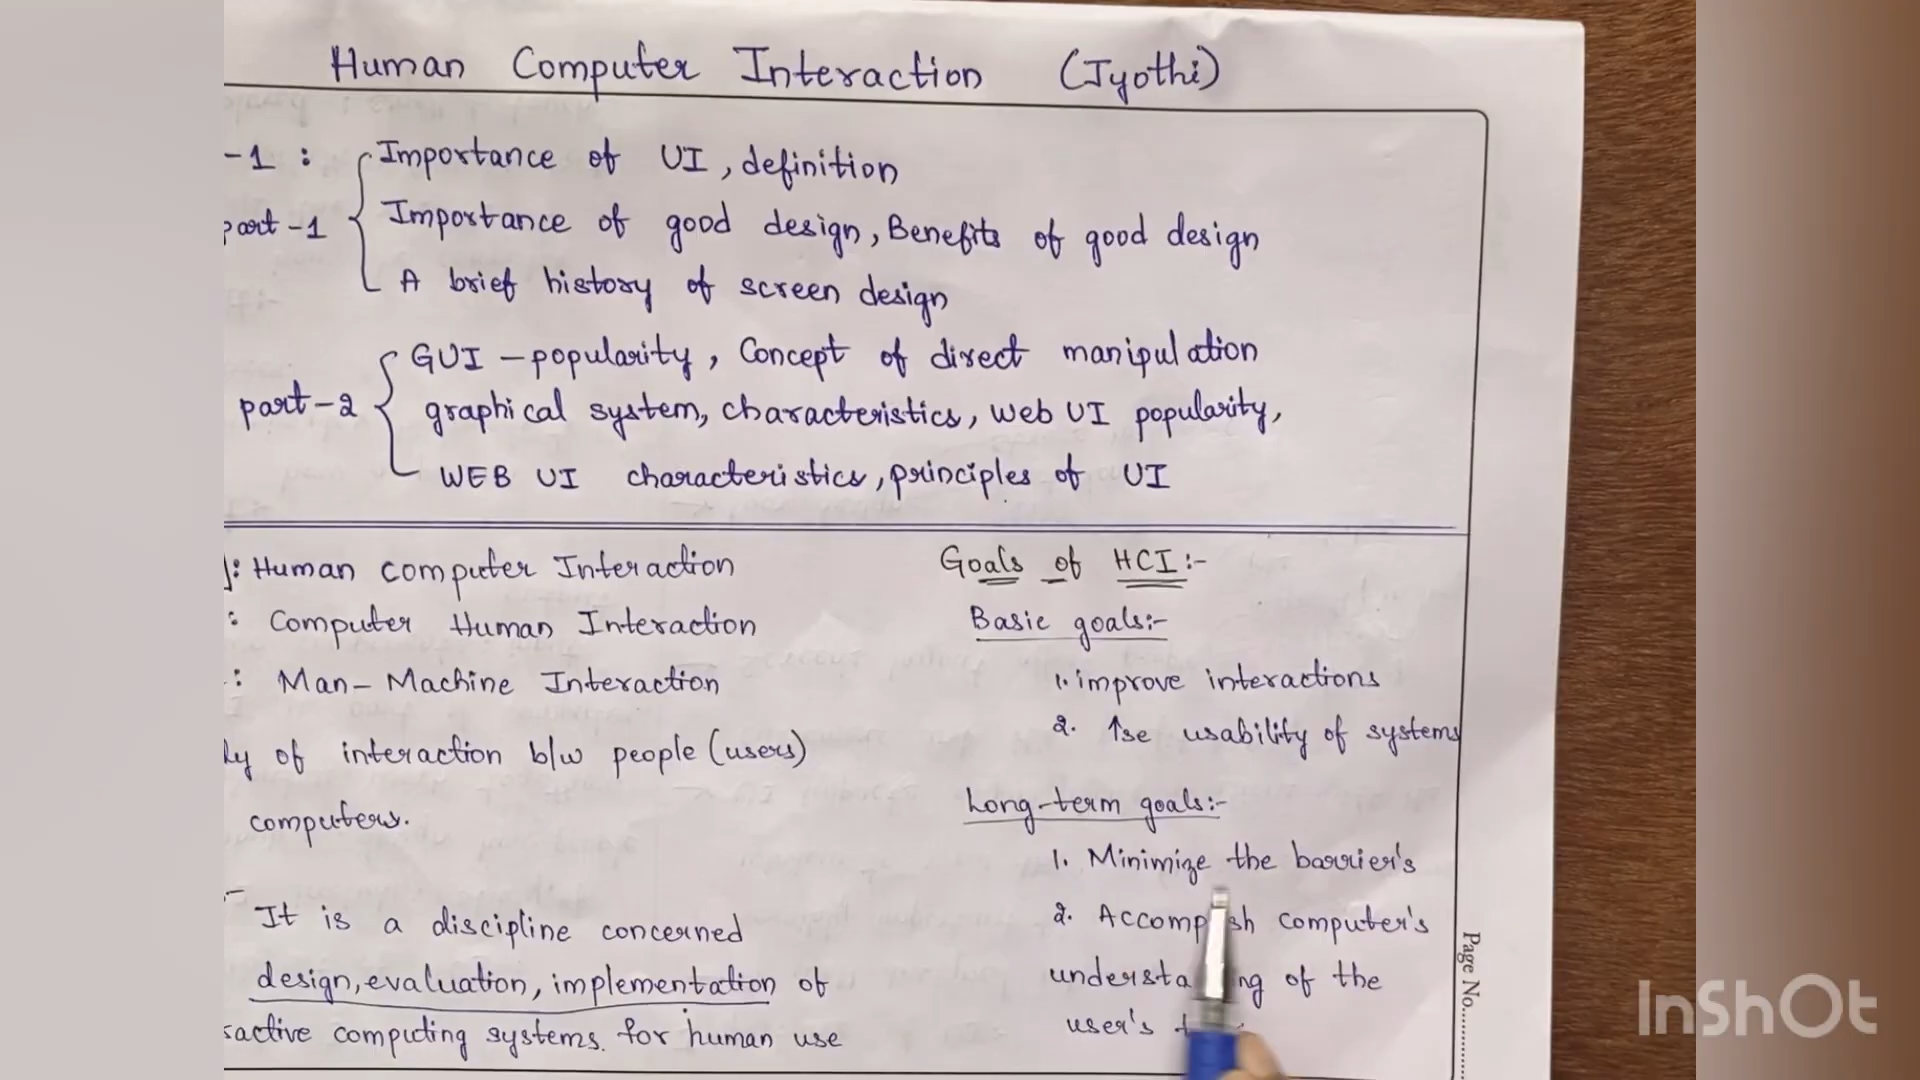 Human Computer Interaction (Jyothi)
-1 : Importance of UI, definition
part-1 Importance of good design, Benefits of good design
A brief history of screen design
GUI - popularity, Concept of direct manipulation
part-2 graphical system, characteristics, web UI popularity,
WEB UI characteristics, principles of UI
: Human computer Interaction
: Computer Human Interaction
: Man-Machine Interaction
of interaction b/w people (users)
computers.
It is a discipline concerned
design, evaluation, implementation of
active computing systems for human use
Goals of HCI:-
Basic goals:-
1. improve interactions
2. ↑se usability of systems
Long-term goals:-
1. Minimize the barrier's
2. computer's
of the
user's
Page No..........
InShOt